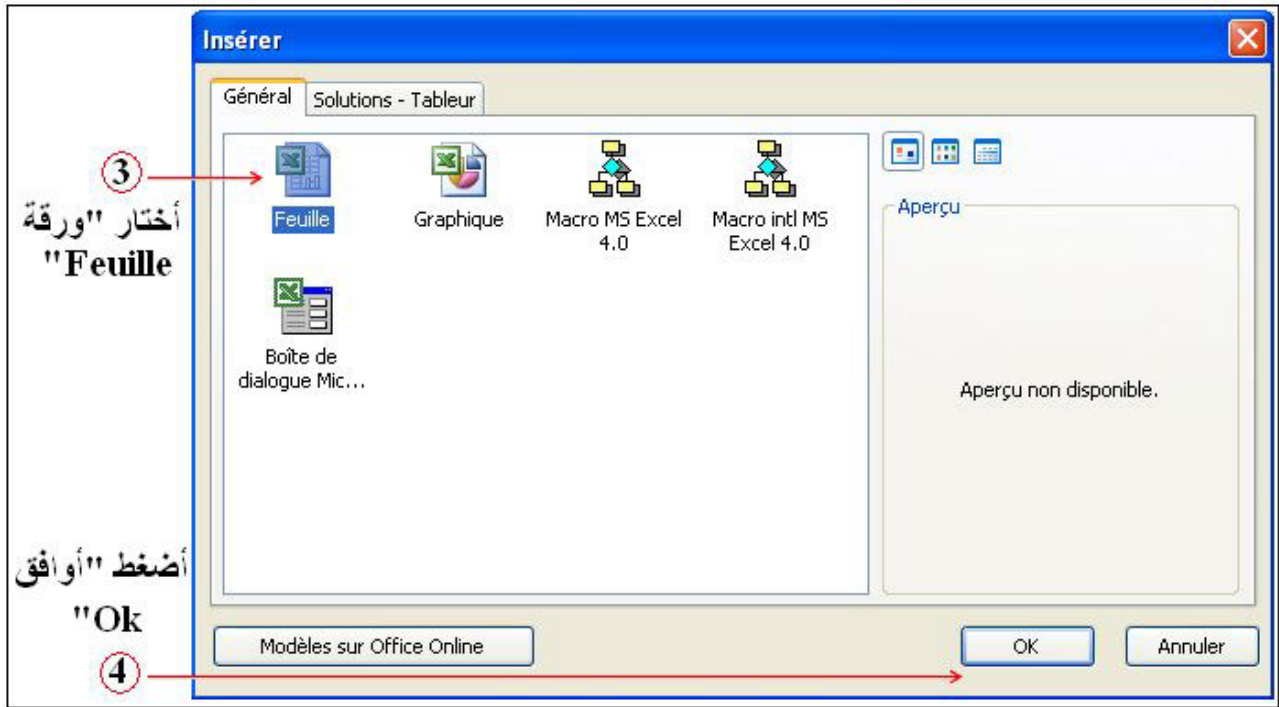 Insérer
Général
Solutions - Tableur
Feuille
Graphique
Macro MS Excel
4.0
Macro intl MS
Excel 4.0
Boîte de
dialogue Mic...
Aperçu
Aperçu non disponible.
3
أختار "ورقة
Feuille"
أضغط "أوافق
Ok"
4
Modèles sur Office Online
OK
Annuler